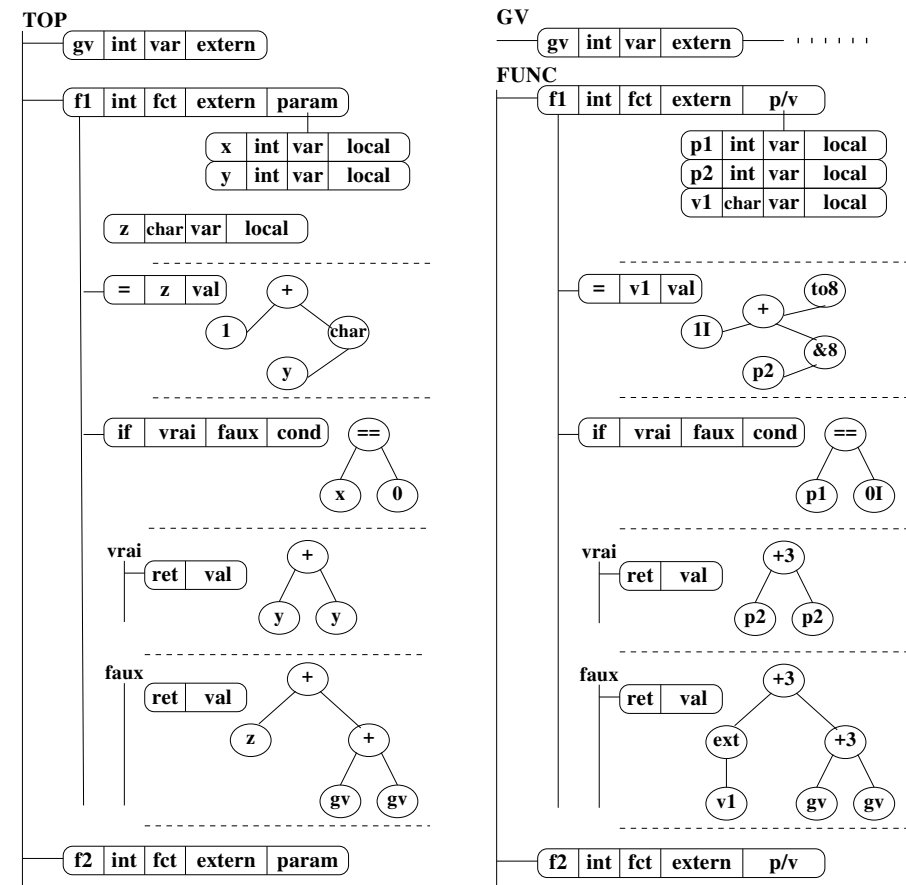 TOP
gv int var extern
f1 int fct extern param
x int var local
y int var local
z char var local
= z val
+
1 char
y
if vrai faux cond
==
x 0
vrai
ret val
+
y y
faux
ret val
+
z +
gv gv
f2 int fct extern param
GV
gv int var extern
FUNC
f1 int fct extern p/v
p1 int var local
p2 int var local
v1 char var local
= v1 val
to8
+
1I &8
p2
if vrai faux cond
==
p1 0I
vrai
ret val
+3
p2 p2
faux
ret val
+3
ext +3
v1 gv gv
f2 int fct extern p/v